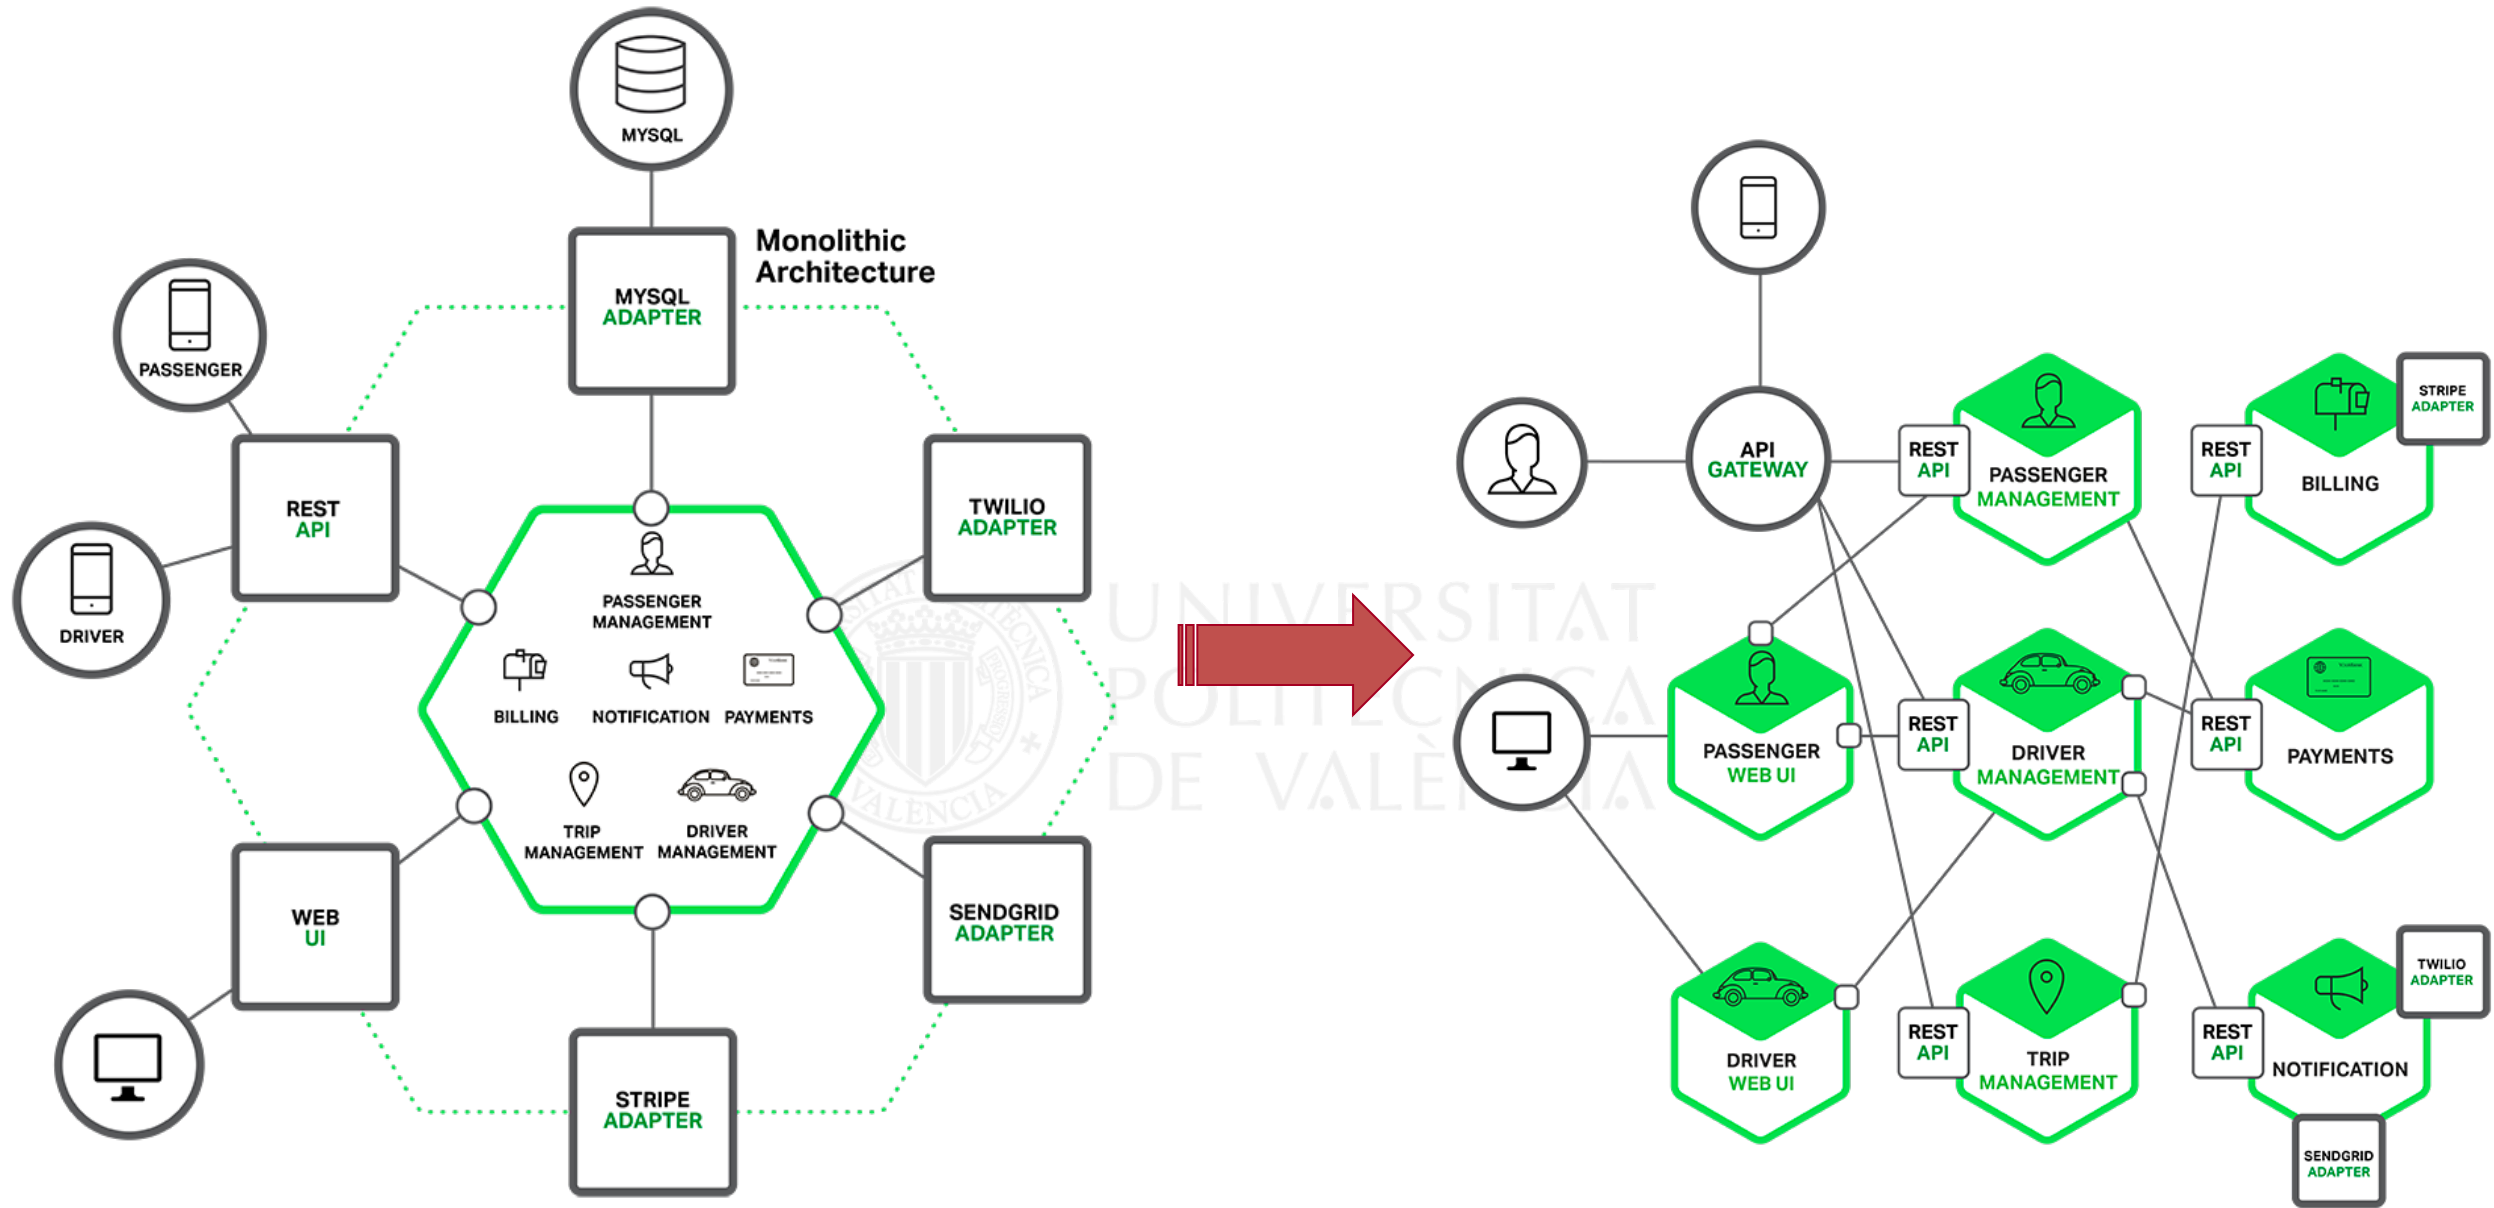 MYSQL
Monolithic
Architecture
MYSQL
ADAPTER
PASSENGER
REST
API
TWILIO
ADAPTER
DRIVER
PASSENGER
MANAGEMENT
BILLING
NOTIFICATION
PAYMENTS
TRIP
MANAGEMENT
DRIVER
MANAGEMENT
WEB
UI
SENDGRID
ADAPTER
STRIPE
ADAPTER
UNIVERSITAT
POLITÈCNICA
DE VALÈNCIA
API
GATEWAY
REST
API
PASSENGER
MANAGEMENT
REST
API
BILLING
STRIPE
ADAPTER
PASSENGER
WEB UI
REST
API
DRIVER
MANAGEMENT
REST
API
PAYMENTS
DRIVER
WEB UI
REST
API
TRIP
MANAGEMENT
REST
API
NOTIFICATION
TWILIO
ADAPTER
SENDGRID
ADAPTER